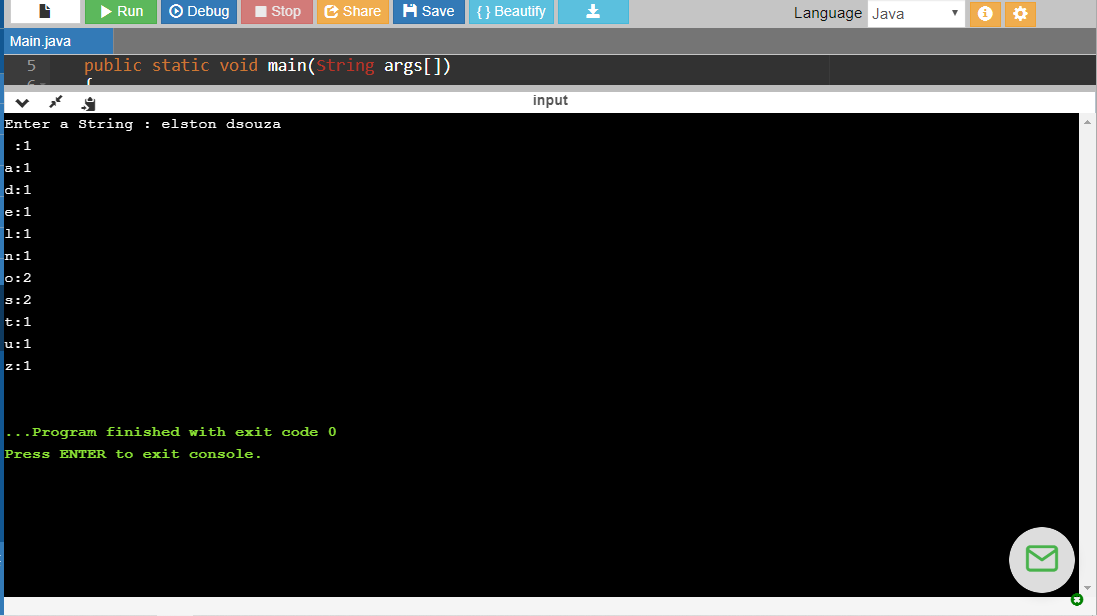 Run Debug Stop Share Save { } Beautify Language Java
Main.java
5 public static void main(String args[])
6 {
input
Enter a String : elston dsouza
 :1
a:1
d:1
e:1
l:1
n:1
o:2
s:2
t:1
u:1
z:1
...Program finished with exit code 0
Press ENTER to exit console.